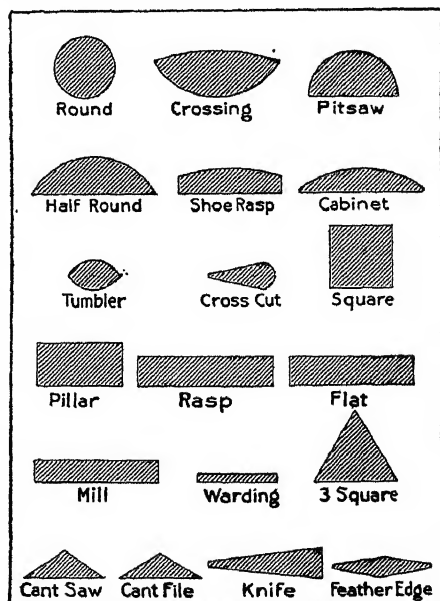 Round Crossing Pitsaw
Half Round Shoe Rasp Cabinet
Tumbler Cross Cut Square
Pillar Rasp Flat
Mill Warding 3 Square
Cant Saw Cant File Knife Feather Edge